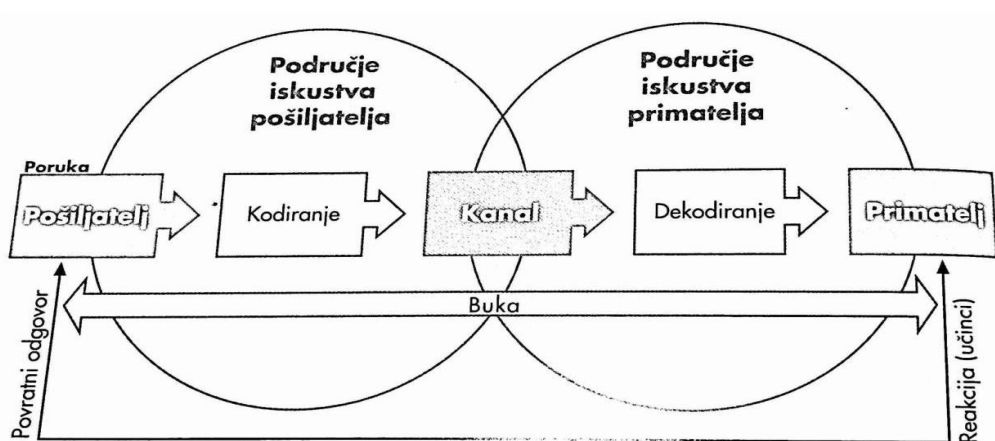 Područje
iskustva
pošiljatelja
Područje
iskustva
primatelja
Poruka
Pošiljatelj
Kodiranje
Kanal
Dekodiranje
Primatelj
Buka
Povratni odgovor
Reakcija (učinci)